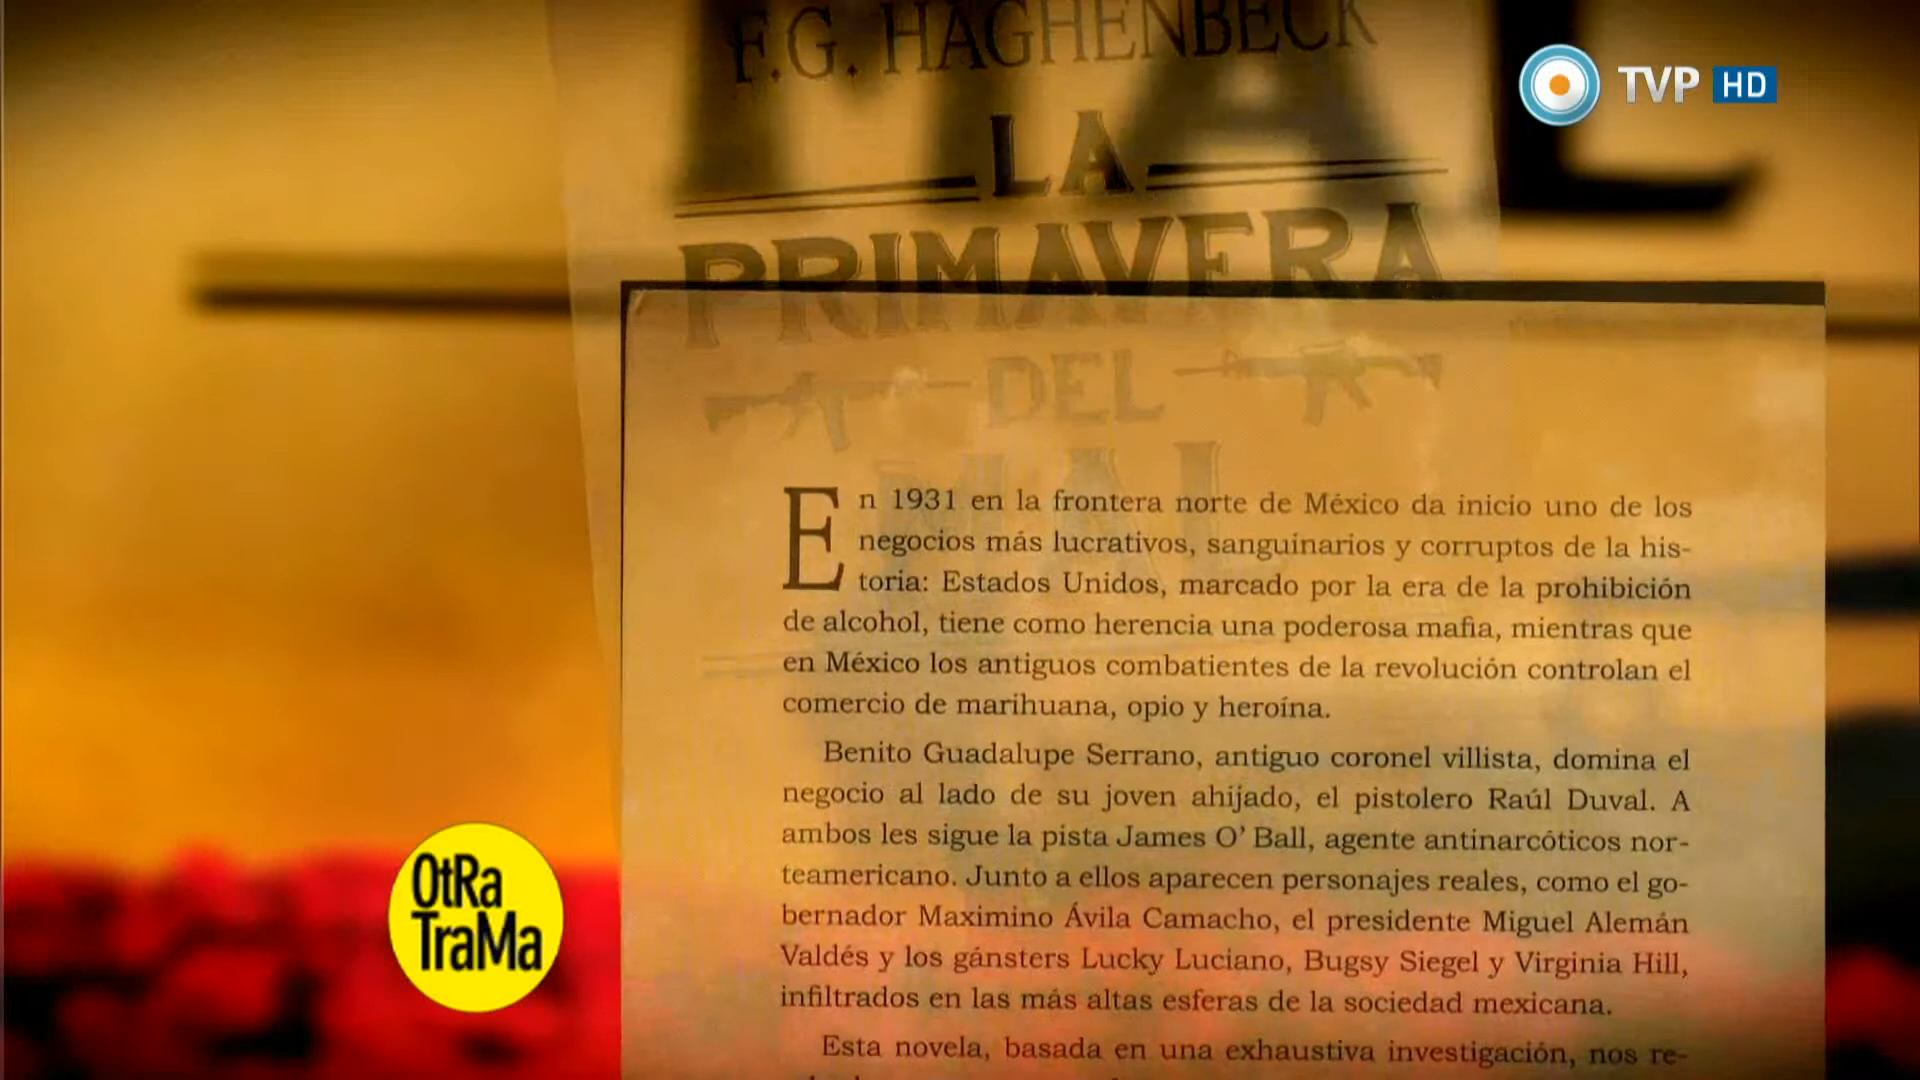 F.G. HAGHENBECK
LA
PRIMAVERA
DEL
MAL
TVP HD
En 1931 en la frontera norte de México da inicio uno de los
negocios más lucrativos, sanguinarios y corruptos de la his-
toria: Estados Unidos, marcado por la era de la prohibición
de alcohol, tiene como herencia una poderosa mafia, mientras que
en México los antiguos combatientes de la revolución controlan el
comercio de marihuana, opio y heroína.
Benito Guadalupe Serrano, antiguo coronel villista, domina el
negocio al lado de su joven ahijado, el pistolero Raúl Duval. A
ambos les sigue la pista James O' Ball, agente antinarcóticos nor-
teamericano. Junto a ellos aparecen personajes reales, como el go-
bernador Maximino Ávila Camacho, el presidente Miguel Alemán
Valdés y los gánsters Lucky Luciano, Bugsy Siegel y Virginia Hill,
infiltrados en las más altas esferas de la sociedad mexicana.
Esta novela, basada en una exhaustiva investigación, nos re-
OtRa
TraMa